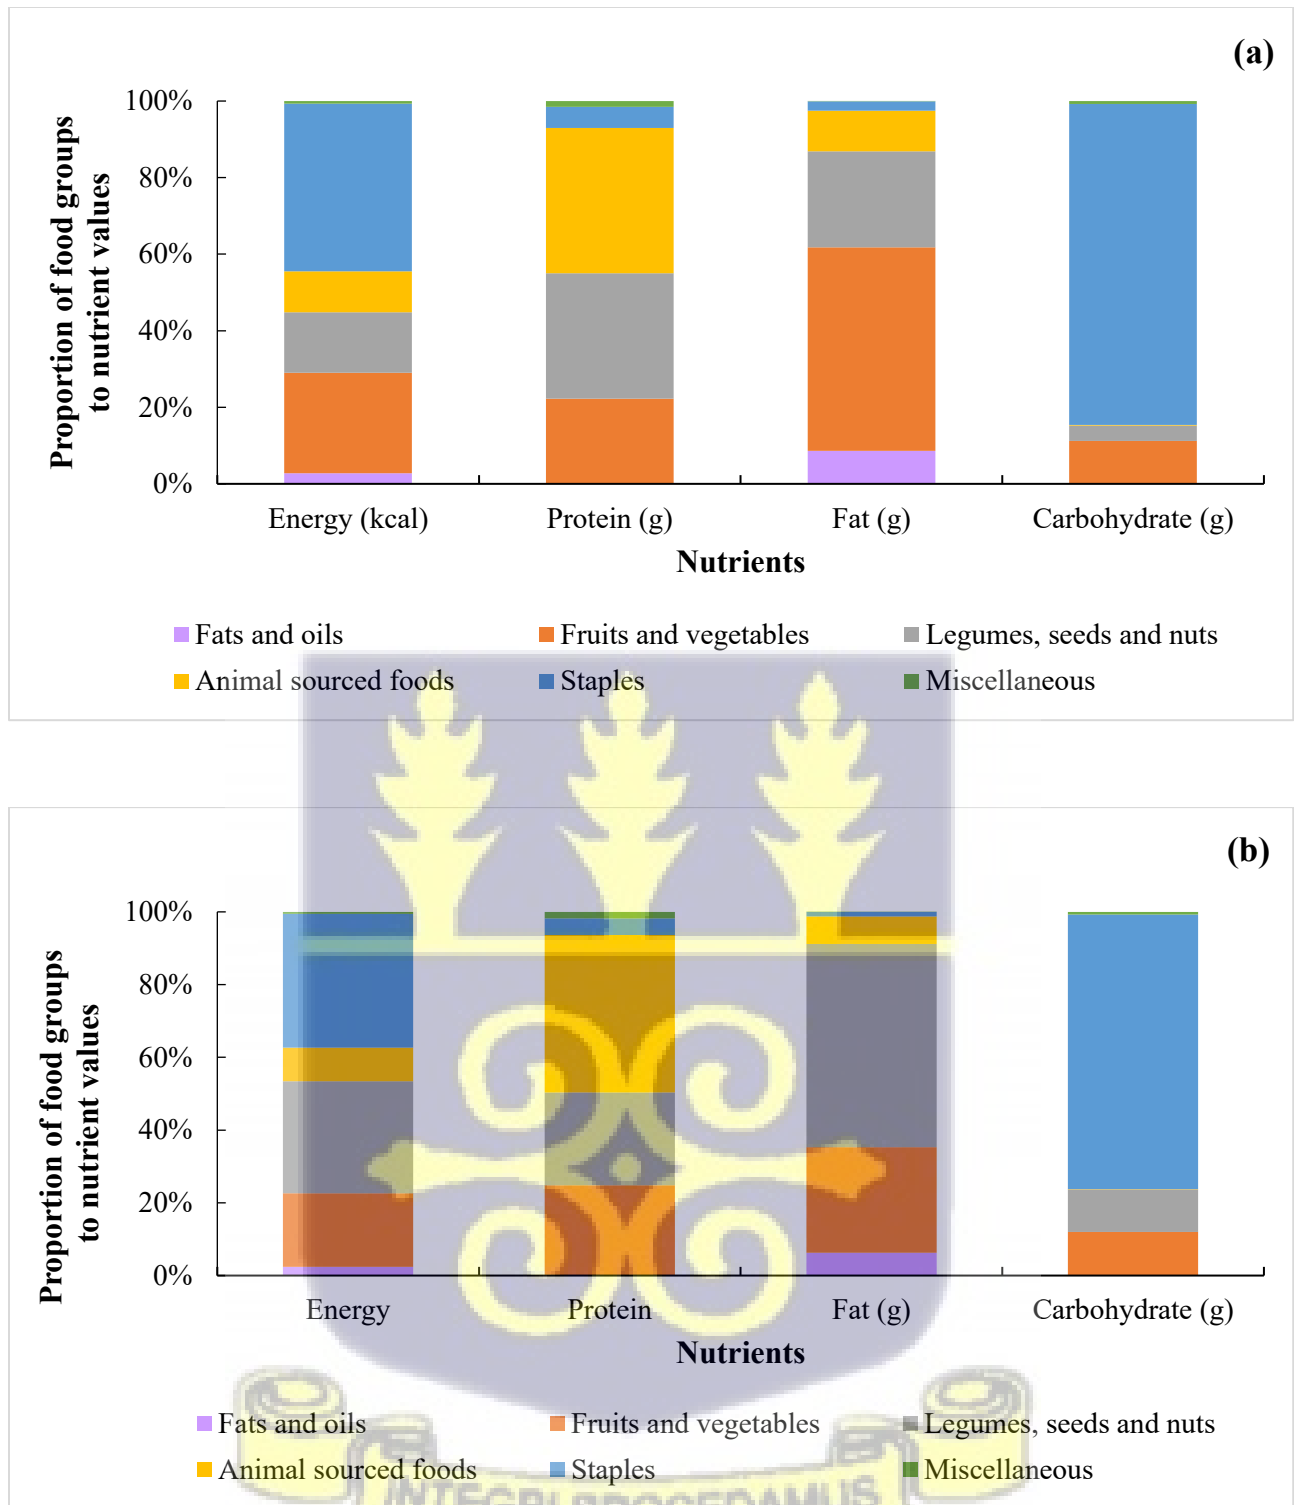 (a)
Proportion of food groups
to nutrient values
100%
80%
60%
40%
20%
0%
Energy (kcal) Protein (g) Fat (g) Carbohydrate (g)
Nutrients
Fats and oils Fruits and vegetables Legumes, seeds and nuts
Animal sourced foods Staples Miscellaneous
(b)
Proportion of food groups
to nutrient values
100%
80%
60%
40%
20%
0%
Energy Protein Fat (g) Carbohydrate (g)
Nutrients
Fats and oils Fruits and vegetables Legumes, seeds and nuts
Animal sourced foods Staples Miscellaneous